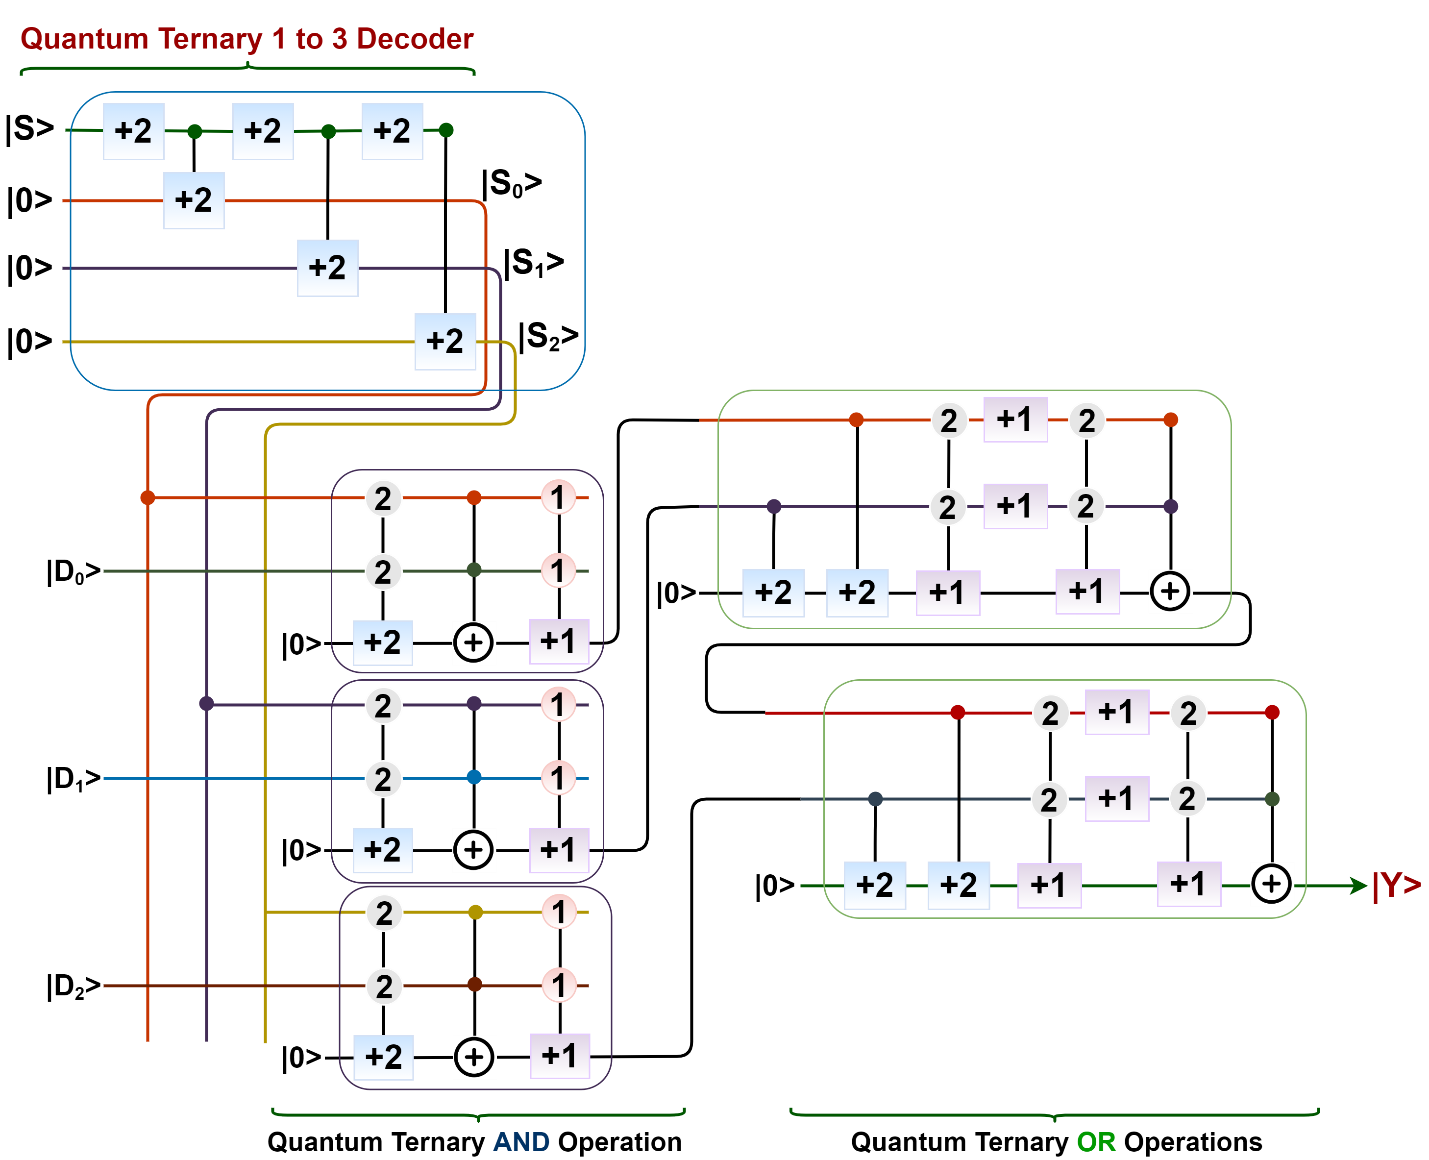 Quantum Ternary 1 to 3 Decoder
|S> +2 +2 +2
|0> +2 |S₀>
|0> +2 |S₁>
|0> +2 |S₂>
2 +1 2
2 1
2 +1 2
|D₀> 2 1
|0> +2 +2 +1 +1 +
|0> +2 + +1
2 1
2 +1 2
|D₁> 2 1
2 +1 2
|0> +2 + +1
|0> +2 +2 +1 +1 + |Y>
2 1
|D₂> 2 1
|0> +2 + +1
Quantum Ternary AND Operation
Quantum Ternary OR Operations